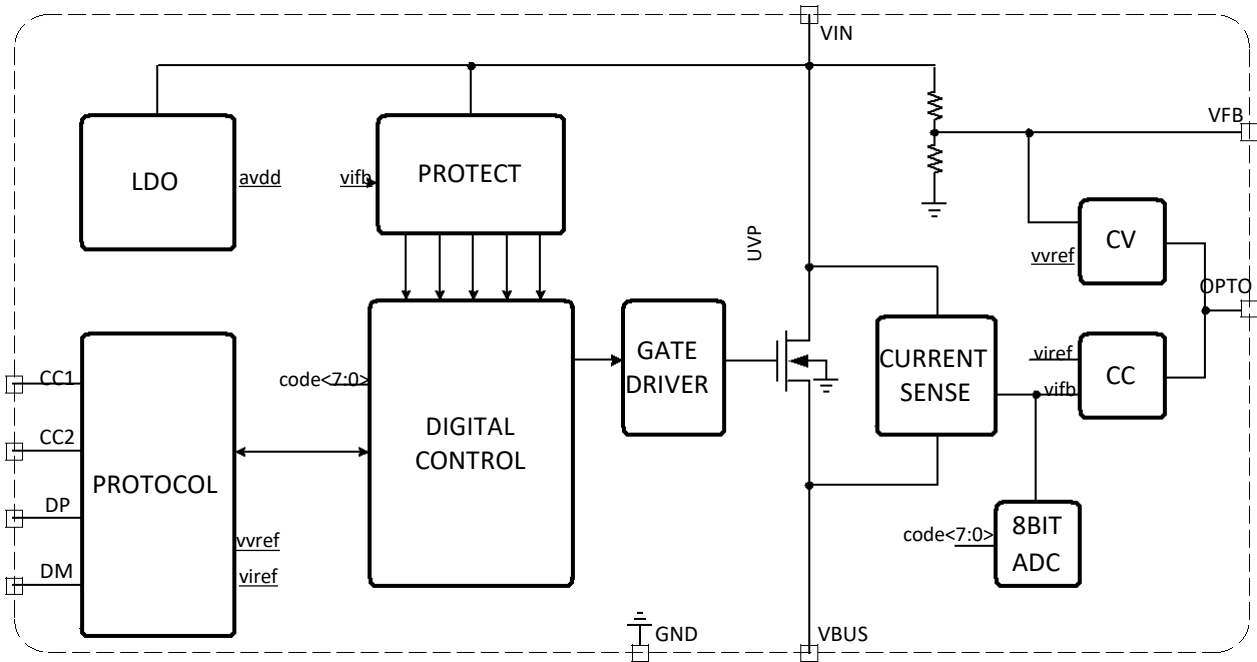 VIN
VFB
LDO
avdd
vifb
PROTECT
UVP
CV
vvref
OPTO
CC1
CC2
DP
DM
PROTOCOL
vvref
viref
code<7:0>
DIGITAL
CONTROL
GATE
DRIVER
CURRENT
SENSE
viref
vifb
CC
code<7:0>
8BIT
ADC
GND
VBUS